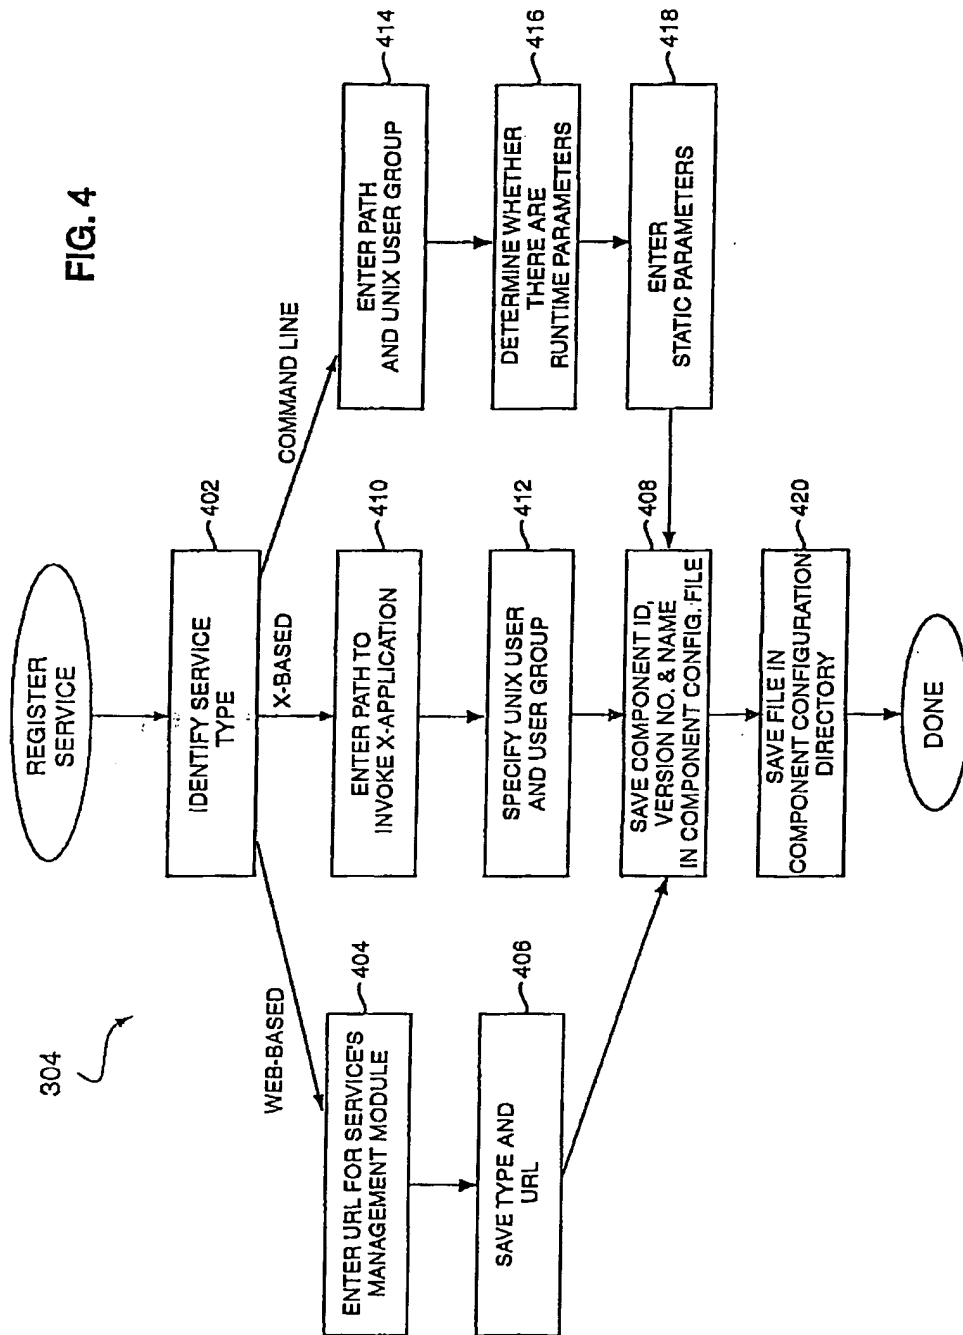 FIG. 4
304
REGISTER
SERVICE
IDENTIFY SERVICE
TYPE
402
WEB-BASED
X-BASED
COMMAND LINE
ENTER URL FOR SERVICE'S
MANAGEMENT MODULE
404
SAVE TYPE AND
URL
406
ENTER PATH TO
INVOKE X-APPLICATION
410
SPECIFY UNIX USER
AND USER GROUP
412
ENTER PATH
AND UNIX USER GROUP
414
DETERMINE WHETHER
THERE ARE
RUNTIME PARAMETERS
416
ENTER
STATIC PARAMETERS
418
SAVE COMPONENT ID,
VERSION NO. & NAME
IN COMPONENT CONFIG. FILE
408
SAVE FILE IN
COMPONENT CONFIGURATION
DIRECTORY
420
DONE